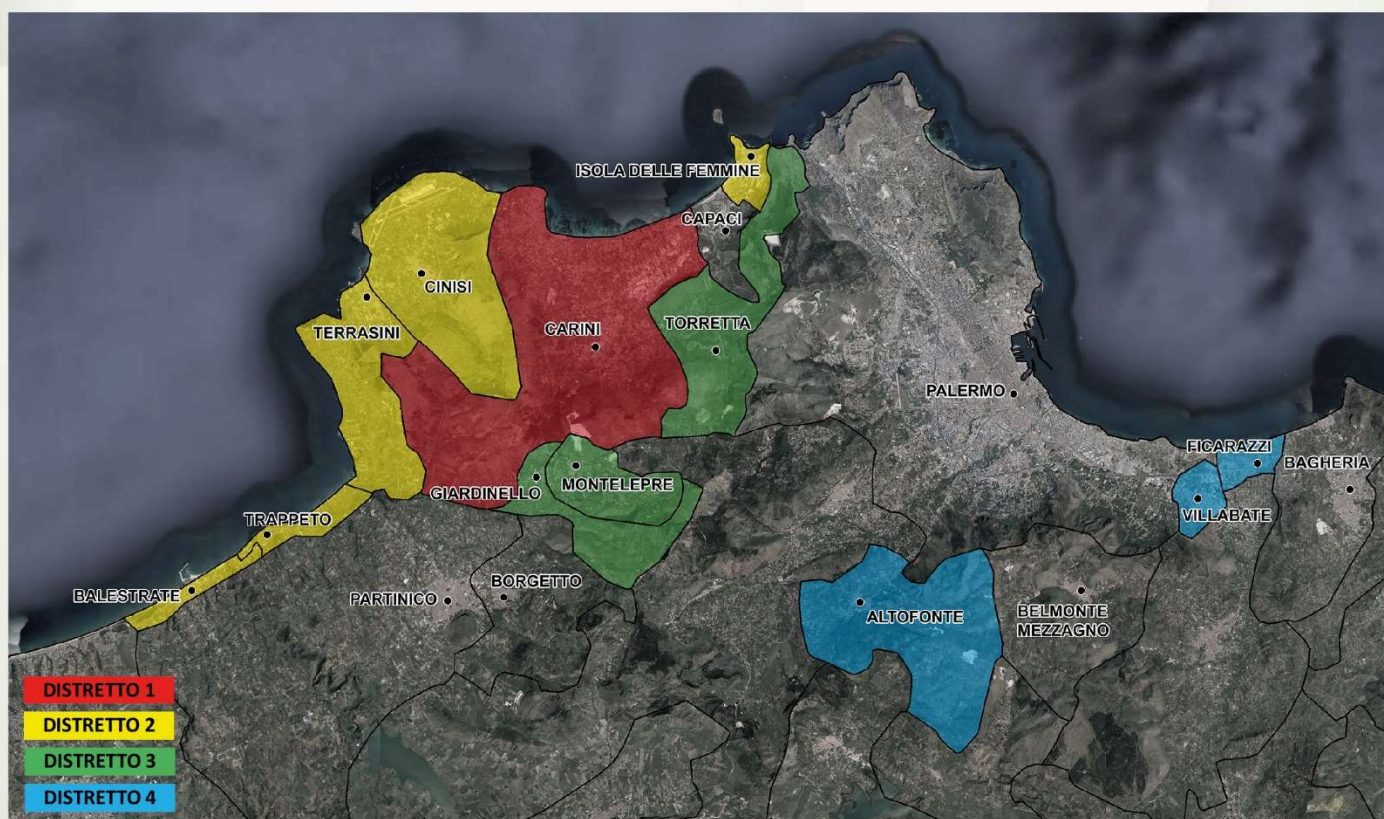 ISOLA DELLE FEMMINE
CAPACI
CINISI
TERRASINI
CARINI
TORRETTA
PALERMO
FICARAZZI
BAGHERIA
GIARDINELLO
MONTELEPRE
VILLABATE
TRAPPETO
BALESTRATE
PARTINICO
BORGETTO
ALTOFONTE
BELMONTE
MEZZAGNO
DISTRETTO 1
DISTRETTO 2
DISTRETTO 3
DISTRETTO 4